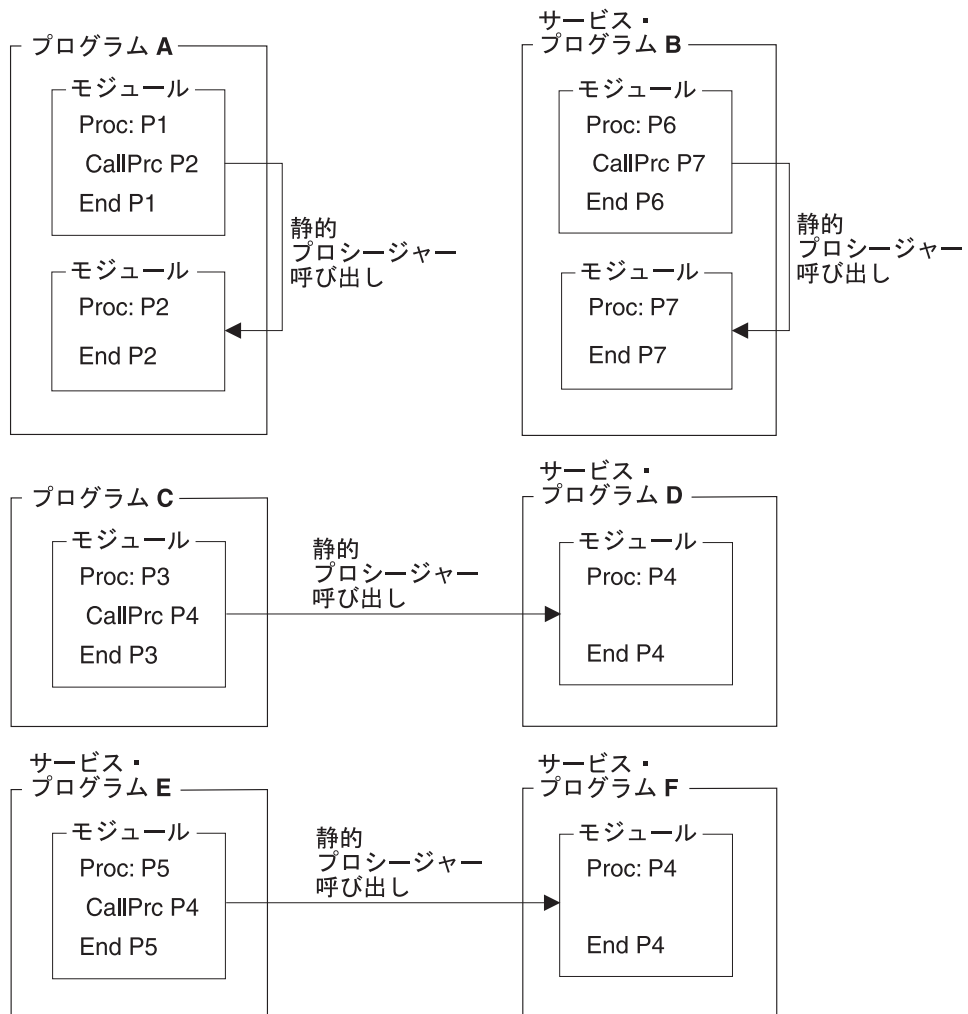 プログラム A
モジュール
Proc: P1
CallPrc P2
End P1
静的
プロシージャー
呼び出し
モジュール
Proc: P2
End P2
サービス・
プログラム B
モジュール
Proc: P6
CallPrc P7
End P6
静的
プロシージャー
呼び出し
モジュール
Proc: P7
End P7
プログラム C
モジュール
Proc: P3
CallPrc P4
End P3
静的
プロシージャー
呼び出し
サービス・
プログラム D
モジュール
Proc: P4
End P4
サービス・
プログラム E
モジュール
Proc: P5
CallPrc P4
End P5
静的
プロシージャー
呼び出し
サービス・
プログラム F
モジュール
Proc: P4
End P4